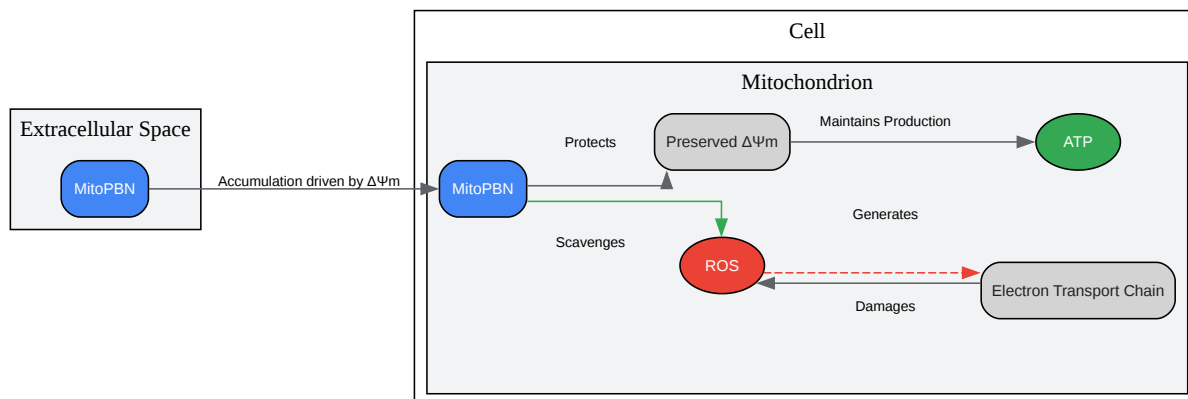 Cell
Mitochondrion
Extracellular Space
MitoPBN
Accumulation driven by ΔΨm
MitoPBN
Protects
Preserved ΔΨm
Maintains Production
ATP
Scavenges
Generates
ROS
Electron Transport Chain
Damages